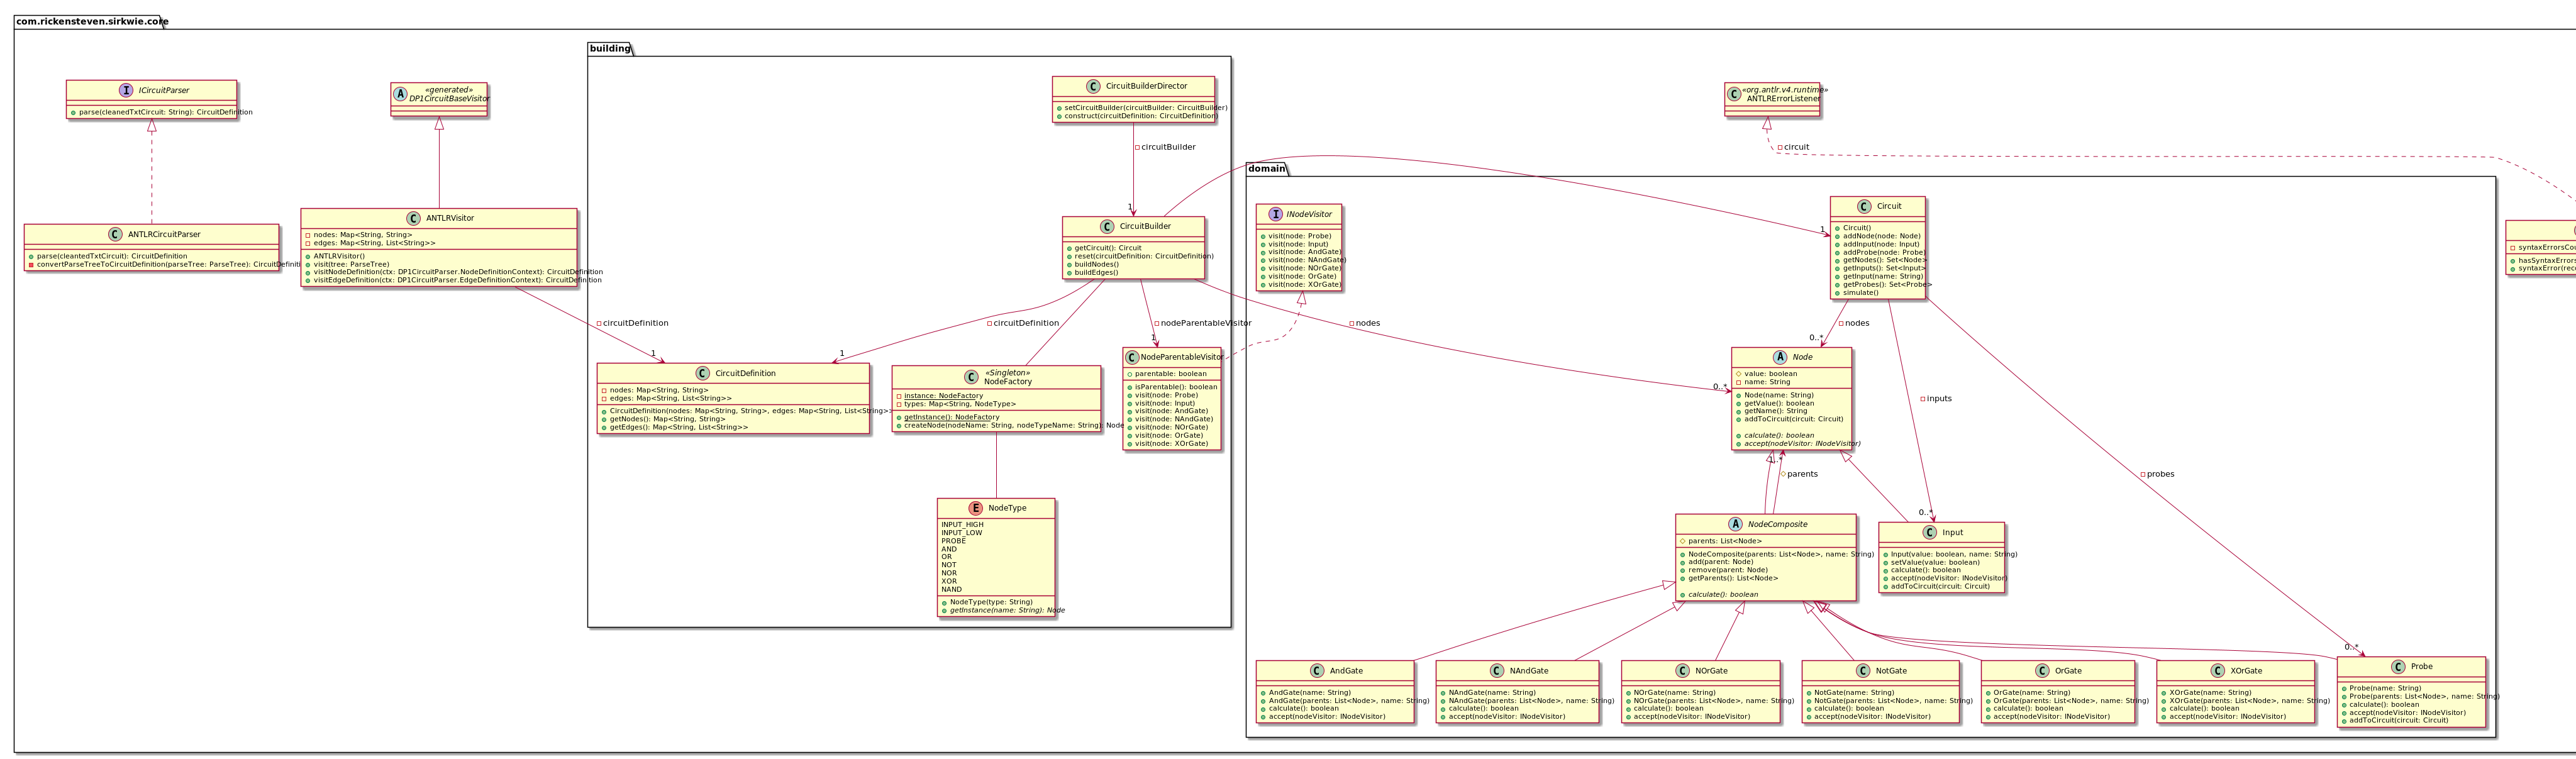 com.rickensteven.sirkwie.core
building
domain
ICircuitParser
parse(cleanedTxtCircuit: String): CircuitDefinition
«generated»
DP1CircuitBaseVisitor
CircuitBuilderDirector
setCircuitBuilder(circuitBuilder: CircuitBuilder)
construct(circuitDefinition: CircuitDefinition)
«org.antlr.v4.runtime»
ANTLRErrorListener
circuitBuilder
1
circuit
ANTLRCircuitParser
parse(cleantedTxtCircuit): CircuitDefinition
convertParseTreeToCircuitDefinition(parseTree: ParseTree): CircuitDefiniti
ANTLRVisitor
nodes: Map<String, String>
edges: Map<String, List<String>>
ANTLRVisitor()
visit(tree: ParseTree)
visitNodeDefinition(ctx: DP1CircuitParser.NodeDefinitionContext): CircuitDefinition
visitEdgeDefinition(ctx: DP1CircuitParser.EdgeDefinitionContext): CircuitDefinition
CircuitBuilder
getCircuit(): Circuit
reset(circuitDefinition: CircuitDefinition)
buildNodes()
buildEdges()
INodeVisitor
visit(node: Probe)
visit(node: Input)
visit(node: AndGate)
visit(node: NAndGate)
visit(node: NOrGate)
visit(node: OrGate)
visit(node: XOrGate)
Circuit
1
Circuit()
addNode(node: Node)
addInput(node: Input)
addProbe(node: Probe)
getNodes(): Set<Node>
getInputs(): Set<Input>
getInput(name: String)
getProbes(): Set<Probe>
simulate()
syntaxErrorsCou
hasSyntaxErrors
syntaxError(reco
circuitDefinition
1
circuitDefinition
1
nodeParentableVisitor
1
nodes
0..*
nodes
0..*
inputs
0..*
probes
0..*
CircuitDefinition
nodes: Map<String, String>
edges: Map<String, List<String>>
CircuitDefinition(nodes: Map<String, String>, edges: Map<String, List<String>>
getNodes(): Map<String, String>
getEdges(): Map<String, List<String>>
«Singleton»
NodeFactory
instance: NodeFactory
types: Map<String, NodeType>
getInstance(): NodeFactory
createNode(nodeName: String, nodeTypeName: String): Node
NodeParentableVisitor
parentable: boolean
isParentable(): boolean
visit(node: Probe)
visit(node: Input)
visit(node: AndGate)
visit(node: NAndGate)
visit(node: NOrGate)
visit(node: OrGate)
visit(node: XOrGate)
Node
value: boolean
name: String
Node(name: String)
getValue(): boolean
getName(): String
addToCircuit(circuit: Circuit)
calculate(): boolean
accept(nodeVisitor: INodeVisitor)
parents
NodeType
INPUT_HIGH
INPUT_LOW
PROBE
AND
OR
NOT
NOR
XOR
NAND
NodeType(type: String)
getInstance(name: String): Node
NodeComposite
parents: List<Node>
NodeComposite(parents: List<Node>, name: String)
add(parent: Node)
remove(parent: Node)
getParents(): List<Node>
calculate(): boolean
Input
Input(value: boolean, name: String)
setValue(value: boolean)
calculate(): boolean
accept(nodeVisitor: INodeVisitor)
addToCircuit(circuit: Circuit)
AndGate
AndGate(name: String)
AndGate(parents: List<Node>, name: String)
calculate(): boolean
accept(nodeVisitor: INodeVisitor)
NAndGate
NAndGate(name: String)
NAndGate(parents: List<Node>, name: String)
calculate(): boolean
accept(nodeVisitor: INodeVisitor)
NOrGate
NOrGate(name: String)
NOrGate(parents: List<Node>, name: String)
calculate(): boolean
accept(nodeVisitor: INodeVisitor)
NotGate
NotGate(name: String)
NotGate(parents: List<Node>, name: String)
calculate(): boolean
accept(nodeVisitor: INodeVisitor)
OrGate
OrGate(name: String)
OrGate(parents: List<Node>, name: String)
calculate(): boolean
accept(nodeVisitor: INodeVisitor)
XOrGate
XOrGate(name: String)
XOrGate(parents: List<Node>, name: String)
calculate(): boolean
accept(nodeVisitor: INodeVisitor)
Probe
Probe(name: String)
Probe(parents: List<Node>, name: String)
calculate(): boolean
accept(nodeVisitor: INodeVisitor)
addToCircuit(circuit: Circuit)